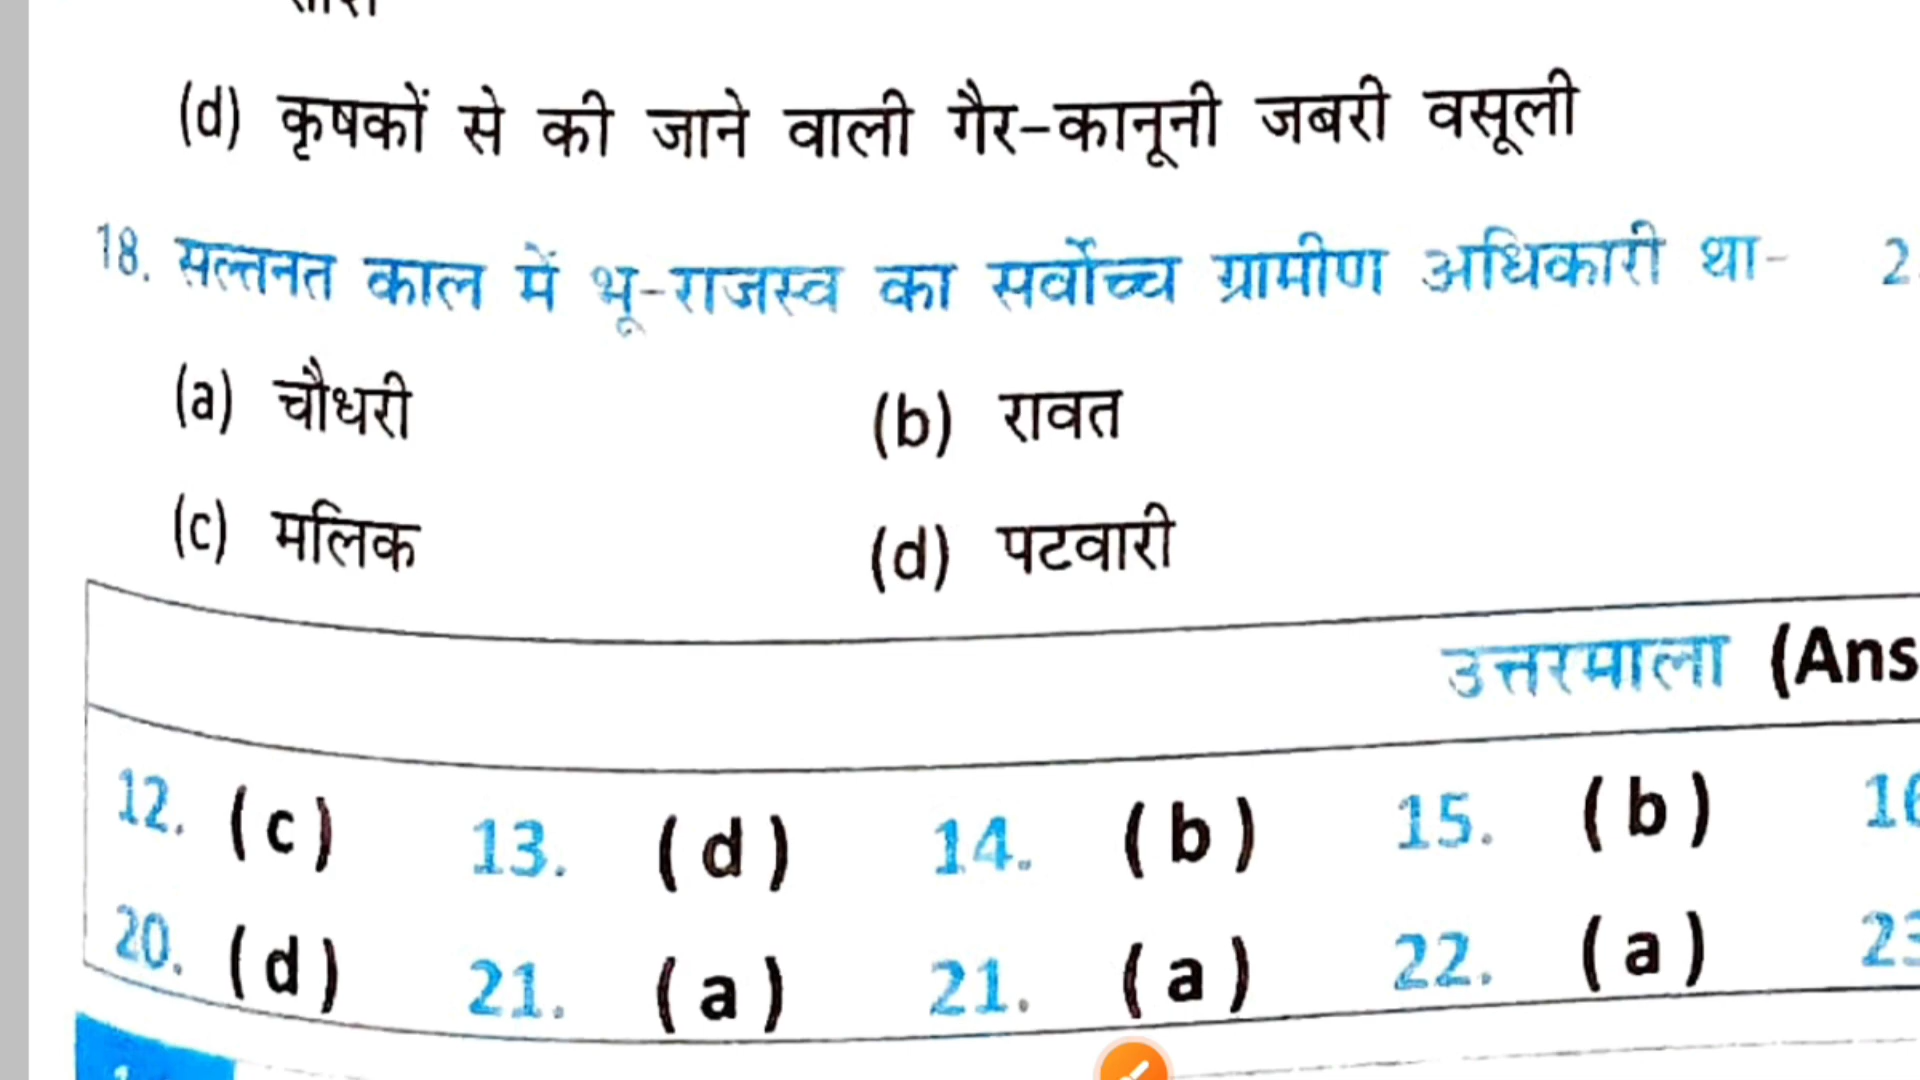 (d) कृषकों से की जाने वाली गैर-कानूनी जबरी वसूली
18. सल्तनत काल में भू-राजस्व का सर्वोच्च ग्रामीण अधिकारी था-
(a) चौधरी (b) रावत
(c) मलिक (d) पटवारी
उत्तरमाला (Ans
12. (c) 13. (d) 14. (b) 15. (b)
20. (d) 21. (a) 21. (a) 22. (a)